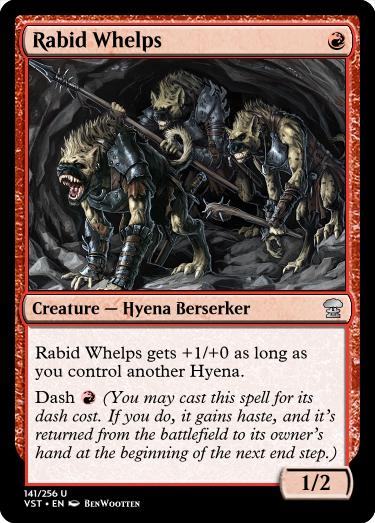 Rabid Whelps
Creature — Hyena Berserker
Rabid Whelps gets +1/+0 as long as
you control another Hyena.
Dash (You may cast this spell for its
dash cost. If you do, it gains haste, and it's
returned from the battlefield to its owner's
hand at the beginning of the next end step.)
1/2
141/256 U
VST • EN BenWootten